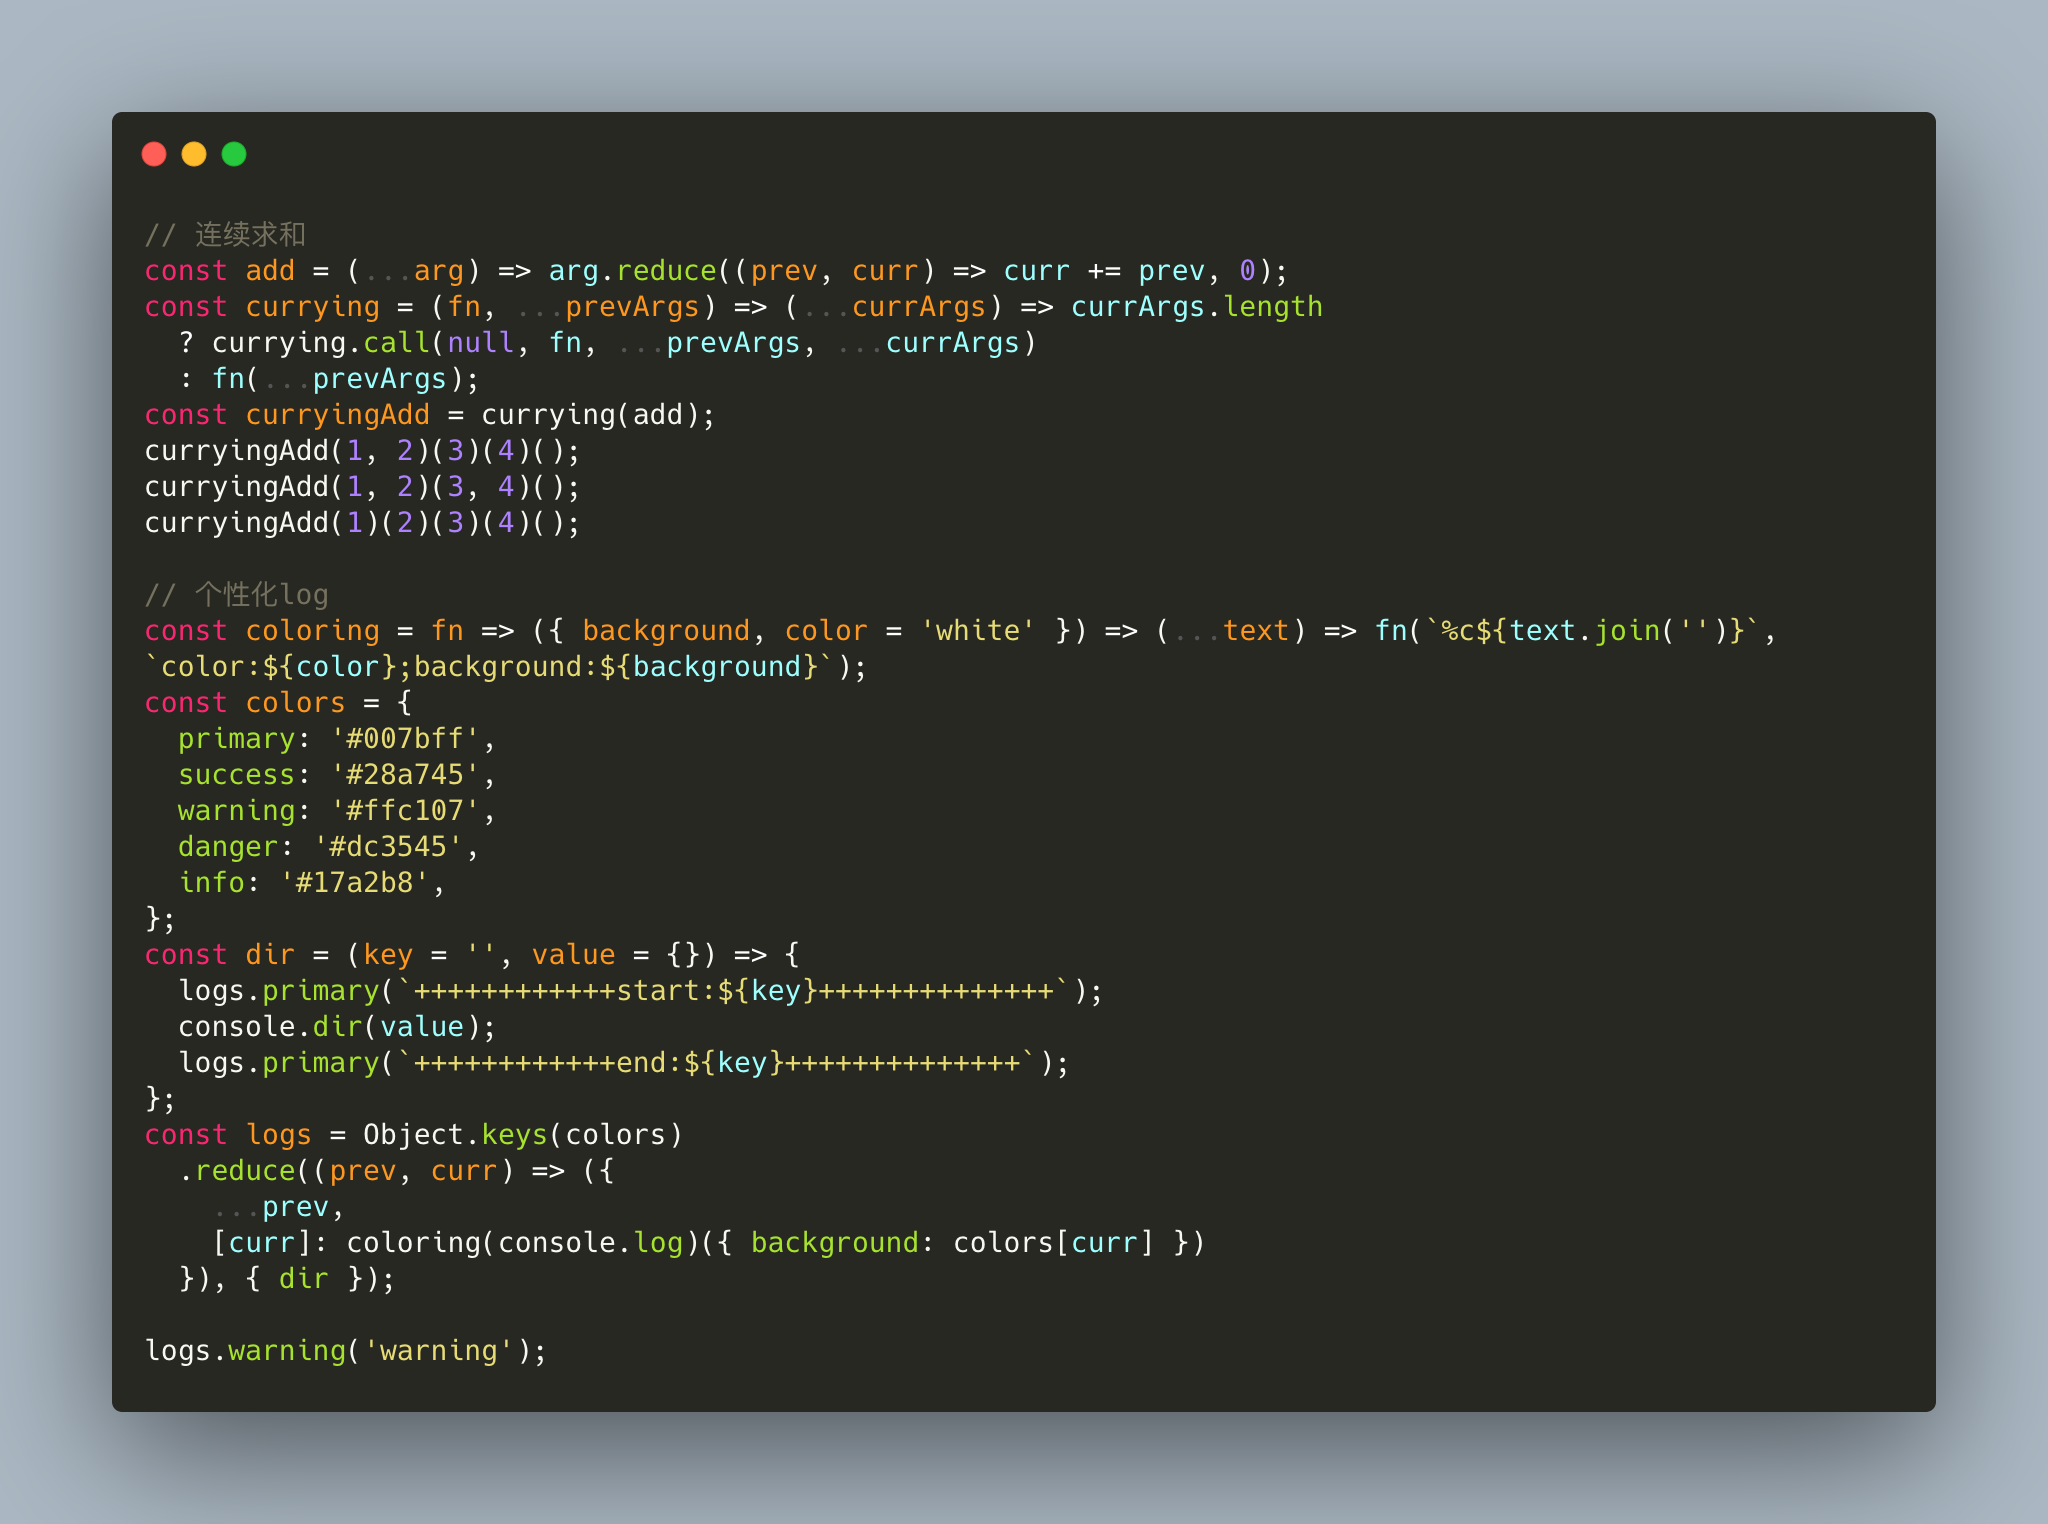 // 连续求和
const add = (...arg) => arg.reduce((prev, curr) => curr += prev, 0);
const currying = (fn, ...prevArgs) => (...currArgs) => currArgs.length
  ? currying.call(null, fn, ...prevArgs, ...currArgs)
  : fn(...prevArgs);
const curryingAdd = currying(add);
curryingAdd(1, 2)(3)(4)();
curryingAdd(1, 2)(3, 4)();
curryingAdd(1)(2)(3)(4)();

// 个性化log
const coloring = fn => ({ background, color = 'white' }) => (...text) => fn(`%c${text.join('')}`,
`color:${color};background:${background}`);
const colors = {
  primary: '#007bff',
  success: '#28a745',
  warning: '#ffc107',
  danger: '#dc3545',
  info: '#17a2b8',
};
const dir = (key = '', value = {}) => {
  logs.primary(`++++++++++++start:${key}++++++++++++++`);
  console.dir(value);
  logs.primary(`++++++++++++end:${key}++++++++++++++`);
};
const logs = Object.keys(colors)
  .reduce((prev, curr) => ({
    ...prev,
    [curr]: coloring(console.log)({ background: colors[curr] })
  }), { dir });

logs.warning('warning');